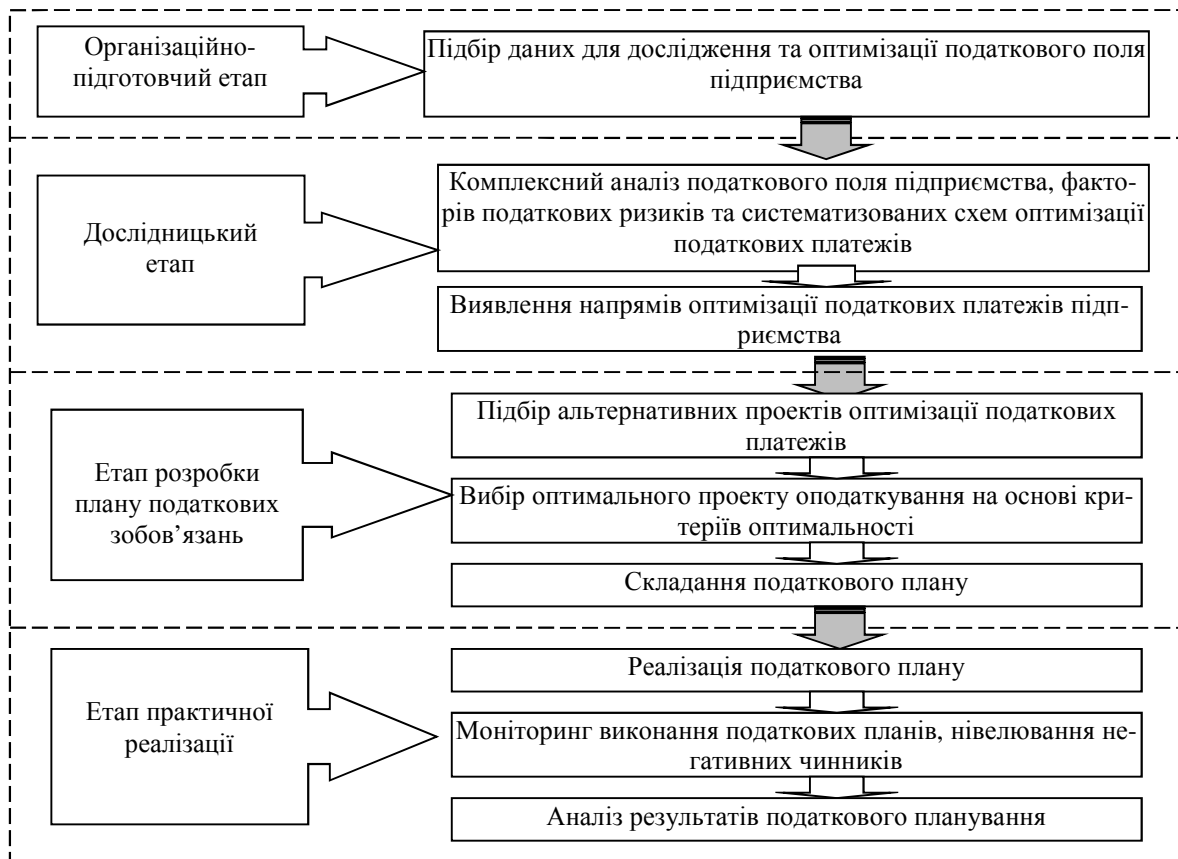 Організаційно-
підготовчий етап
Підбір даних для дослідження та оптимізації податкового поля
підприємства
Дослідницький
етап
Комплексний аналіз податкового поля підприємства, факто-
рів податкових ризиків та систематизованих схем оптимізації
податкових платежів
Виявлення напрямів оптимізації податкових платежів підп-
риємства
Етап розробки
плану податкових
зобов’язань
Підбір альтернативних проектів оптимізації податкових
платежів
Вибір оптимального проекту оподаткування на основі кри-
теріїв оптимальності
Складання податкового плану
Етап практичної
реалізації
Реалізація податкового плану
Моніторинг виконання податкових планів, нівелювання не-
гативних чинників
Аналіз результатів податкового планування